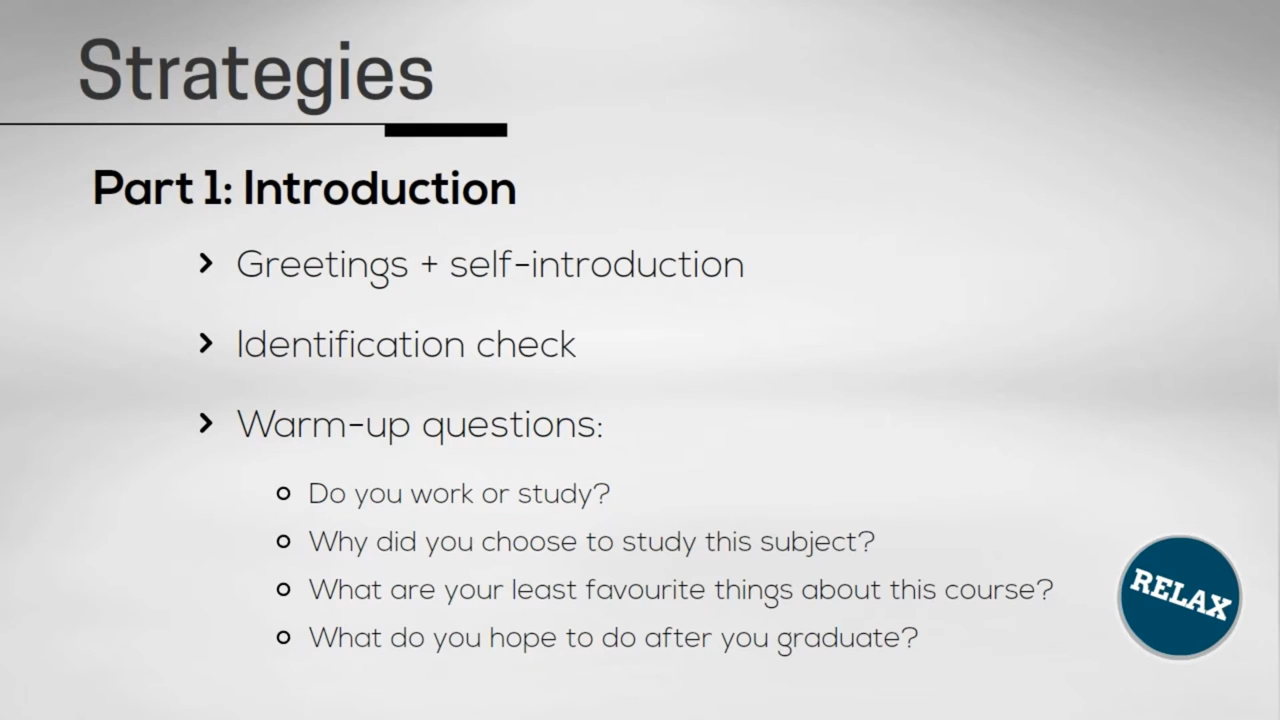 Strategies
Part 1: Introduction
Greetings + self-introduction
Identification check
Warm-up questions:
Do you work or study?
Why did you choose to study this subject?
What are your least favourite things about this course?
What do you hope to do after you graduate?
RELAX